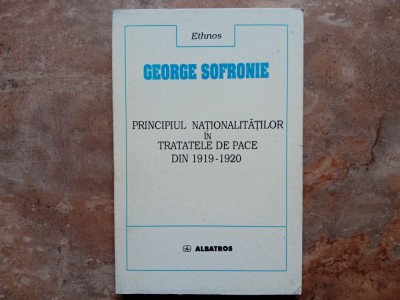 Ethnos
GEORGE SOFRONIE
PRINCIPIUL NAȚIONALITĂȚILOR
ÎN
TRATATELE DE PACE
DIN 1919-1920
ALBATROS